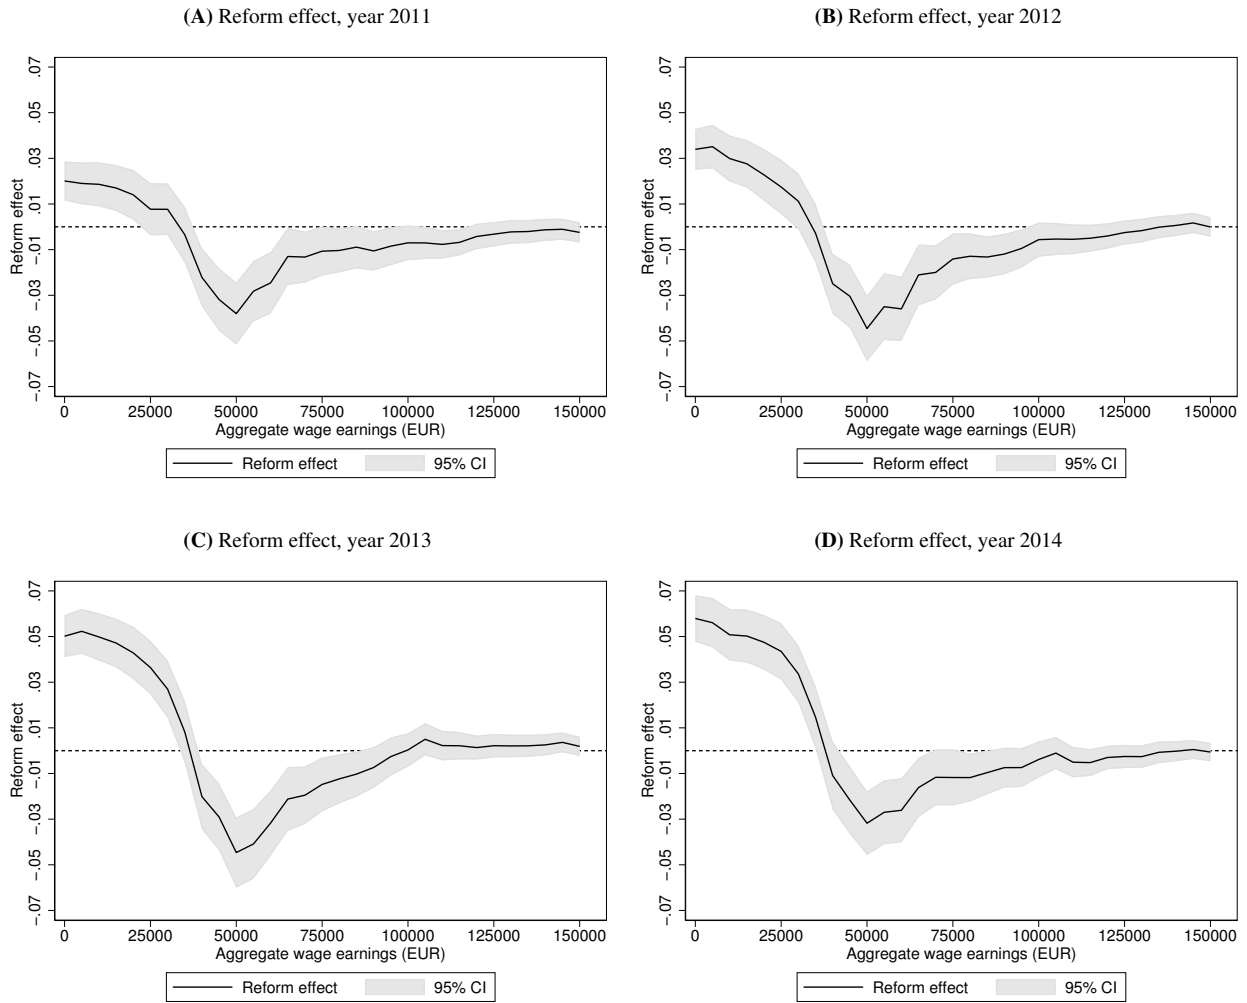 (A) Reform effect, year 2011
Reform effect
.07
.05
.03
.01
-.01
-.03
-.05
-.07
0 25000 50000 75000 100000 125000 150000
Aggregate wage earnings (EUR)
Reform effect 95% CI
(B) Reform effect, year 2012
Reform effect
.07
.05
.03
.01
-.01
-.03
-.05
-.07
0 25000 50000 75000 100000 125000 150000
Aggregate wage earnings (EUR)
Reform effect 95% CI
(C) Reform effect, year 2013
Reform effect
.07
.05
.03
.01
-.01
-.03
-.05
-.07
0 25000 50000 75000 100000 125000 150000
Aggregate wage earnings (EUR)
Reform effect 95% CI
(D) Reform effect, year 2014
Reform effect
.07
.05
.03
.01
-.01
-.03
-.05
-.07
0 25000 50000 75000 100000 125000 150000
Aggregate wage earnings (EUR)
Reform effect 95% CI